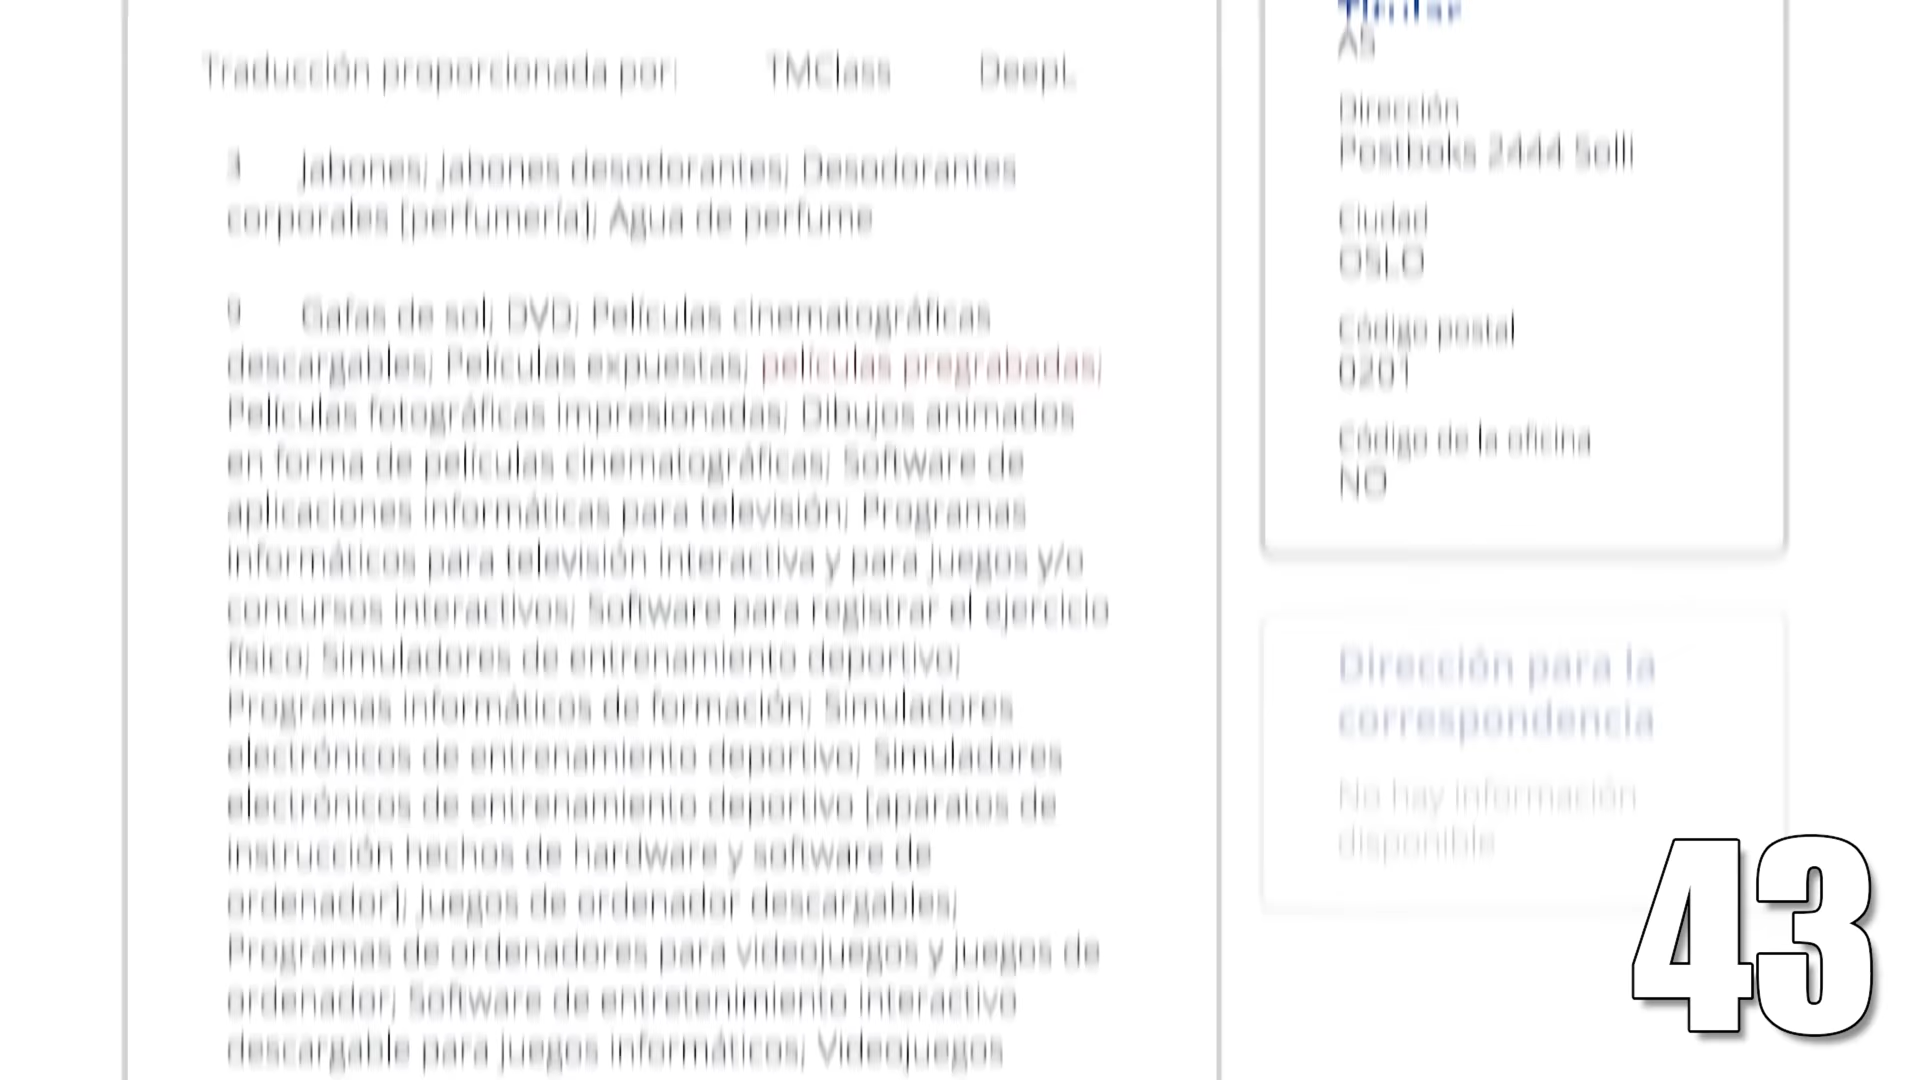 Traducción proporcionada por: TMClass DeepL
3 Jabones; Jabones desodorantes; Desodorantes
corporales [perfumería]; Agua de perfume
9 Gafas de sol; DVD; Películas cinematográficas
descargables; Películas expuestas; películas pregrabadas;
Películas fotográficas impresionadas; Dibujos animados
en forma de películas cinematográficas; Software de
aplicaciones informáticas para televisión; Programas
informáticos para televisión interactiva y para juegos y/o
concursos interactivos; Software para registrar el ejercicio
físico; Simuladores de entrenamiento deportivo;
Programas informáticos de formación; Simuladores
electrónicos de entrenamiento deportivo; Simuladores
electrónicos de entrenamiento deportivo [aparatos de
instrucción hechos de hardware y software de
ordenador]; Juegos de ordenador descargables;
Programas de ordenadores para videojuegos y juegos de
ordenador; Software de entretenimiento interactivo
descargable para juegos informáticos; Videojuegos
Titular
AS
Dirección
Postboks 2444 Solli
Ciudad
OSLO
Código postal
0201
Código de la oficina
NO
Dirección para la
correspondencia
No hay información
disponible
43